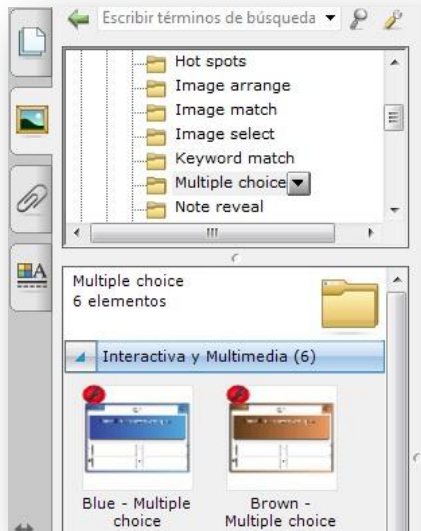 Escribir términos de búsqueda
Hot spots
Image arrange
Image match
Image select
Keyword match
Multiple choice
Note reveal
A
Multiple choice
6 elementos
Interactiva y Multimedia (6)
Blue - Multiple
choice
Brown -
Multiple choice